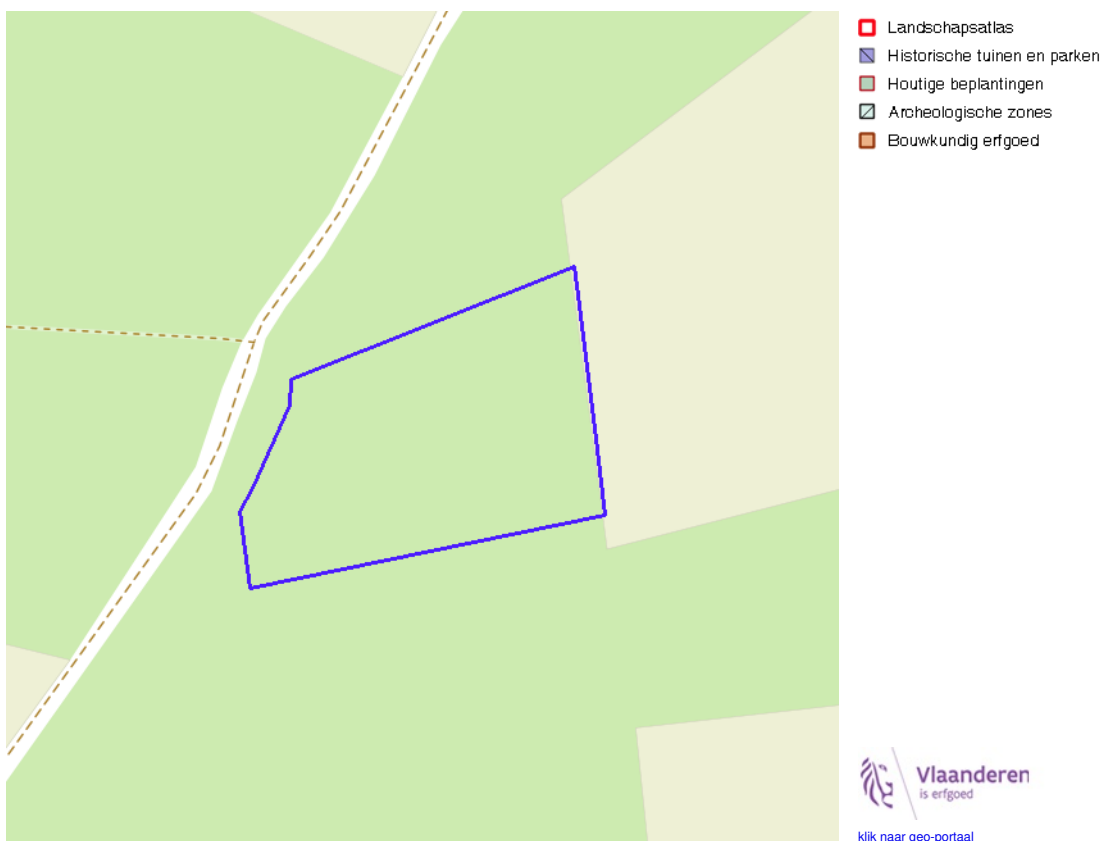 Landschapsatlas
Historische tuinen en parken
Houtige beplantingen
Archeologische zones
Bouwkundig erfgoed
Vlaanderen
is erfgoed
klik naar geo-portaal